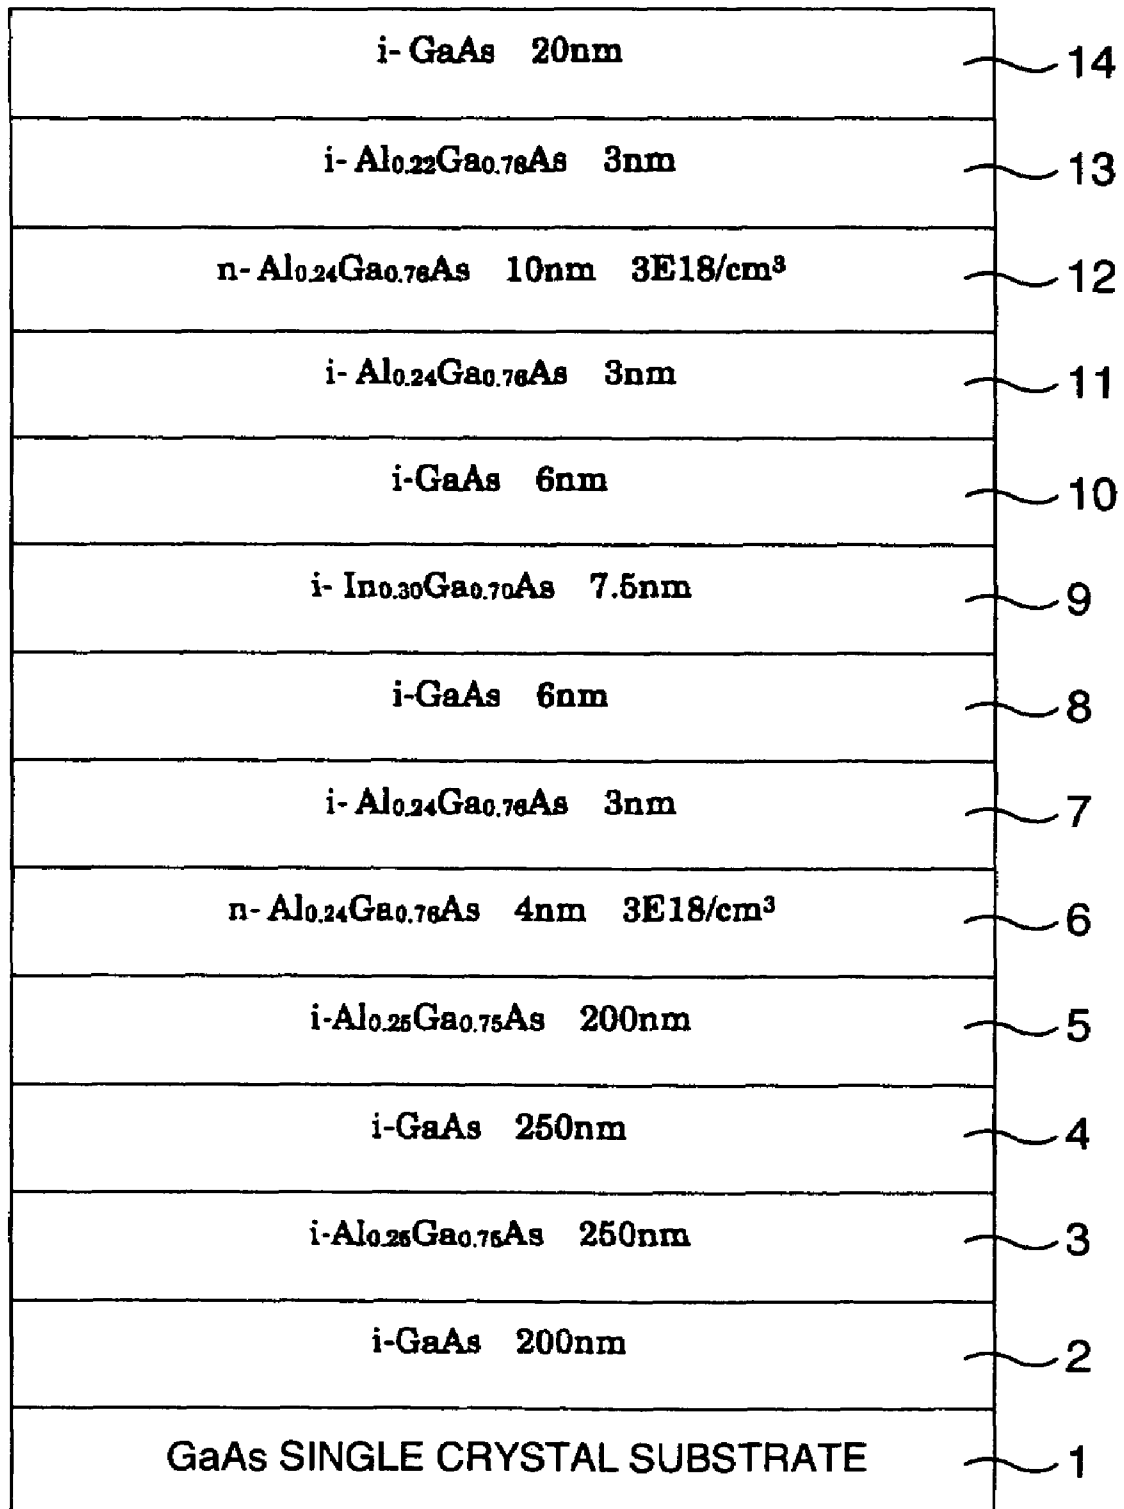 i- GaAs 20nm 14
i- Al0.22Ga0.78As 3nm 13
n- Al0.24Ga0.76As 10nm 3E18/cm³ 12
i- Al0.24Ga0.76As 3nm 11
i-GaAs 6nm 10
i- In0.30Ga0.70As 7.5nm 9
i-GaAs 6nm 8
i- Al0.24Ga0.76As 3nm 7
n- Al0.24Ga0.76As 4nm 3E18/cm³ 6
i-Al0.25Ga0.75As 200nm 5
i-GaAs 250nm 4
i-Al0.25Ga0.75As 250nm 3
i-GaAs 200nm 2
GaAs SINGLE CRYSTAL SUBSTRATE 1